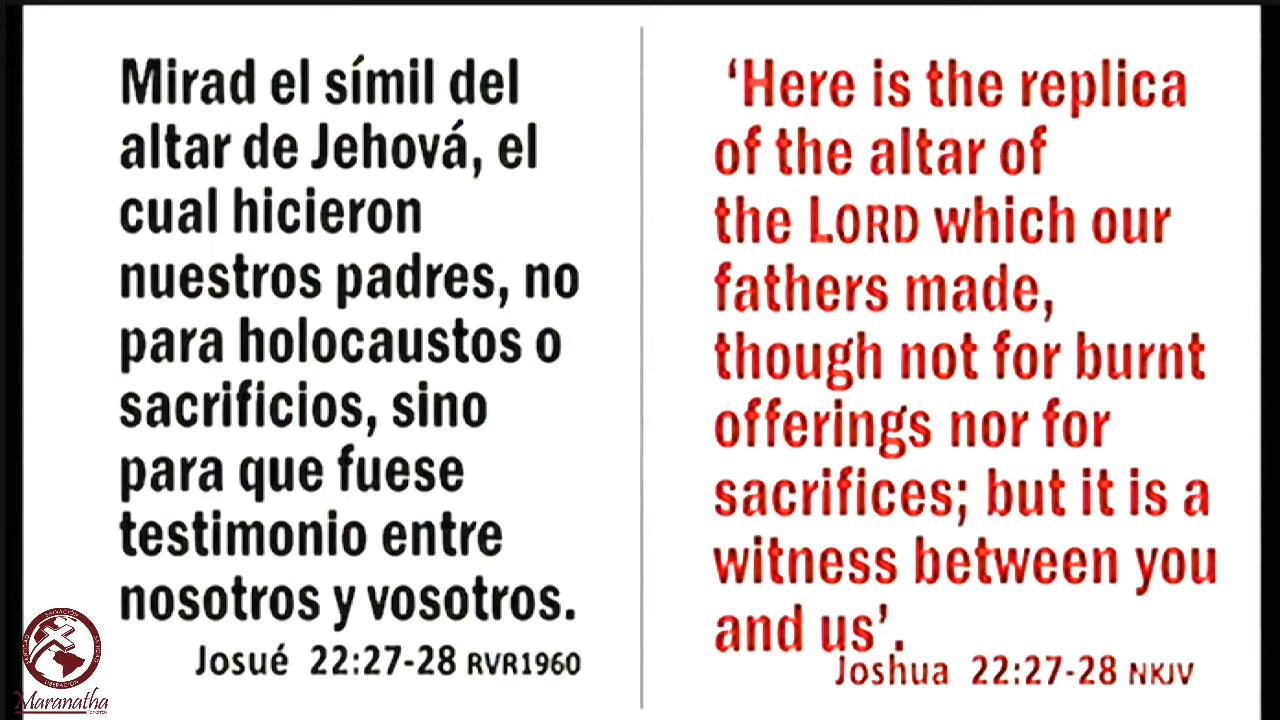 Mirad el símil del
altar de Jehová, el
cual hicieron
nuestros padres, no
para holocaustos o
sacrificios, sino
para que fuese
testimonio entre
nosotros y vosotros.
Josué 22:27-28 RVR1960
‘Here is the replica
of the altar of
the LORD which our
fathers made,
though not for burnt
offerings nor for
sacrifices; but it is a
witness between you
and us’.
Joshua 22:27-28 NKJV
SALVACIÓN
LIBERACIÓN
Maranatha